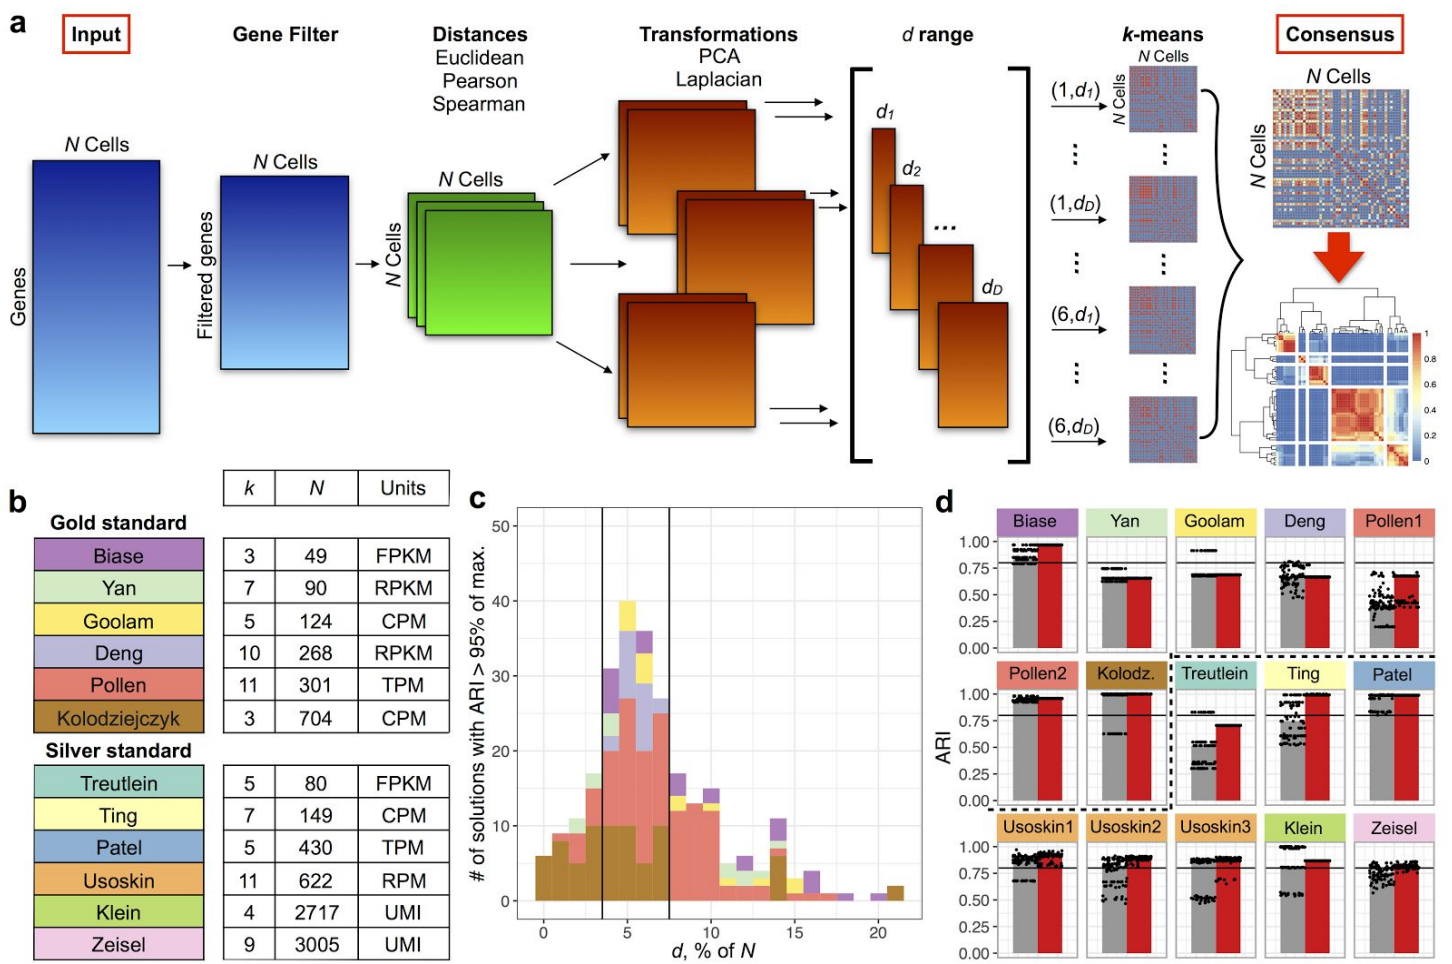 a
Input
Gene Filter
Distances
Euclidean
Pearson
Spearman
Transformations
PCA
Laplacian
d range
k-means
N Cells
N Cells
Consensus
N Cells
N Cells
N Cells
Genes
N Cells
Filtered genes
N Cells
N Cells
d1
d2
...
dD
(1,d1)
(1,dD)
(6,d1)
(6,dD)
1
0.8
0.6
0.4
0.2
0
b
k N Units
Gold standard
Biase 3 49 FPKM
Yan 7 90 RPKM
Goolam 5 124 CPM
Deng 10 268 RPKM
Pollen 11 301 TPM
Kolodziejczyk 3 704 CPM
Silver standard
Treutlein 5 80 FPKM
Ting 7 149 CPM
Patel 5 430 TPM
Usoskin 11 622 RPM
Klein 4 2717 UMI
Zeisel 9 3005 UMI
c
# of solutions with ARI > 95% of max.
50
40
30
20
10
0
0 5 10 15 20
d, % of N
d
ARI
Biase Yan Goolam Deng Pollen1
1.00
0.75
0.50
0.25
0.00
Pollen2 Kolodz. Treutlein Ting Patel
1.00
0.75
0.50
0.25
0.00
Usoskin1 Usoskin2 Usoskin3 Klein Zeisel
1.00
0.75
0.50
0.25
0.00